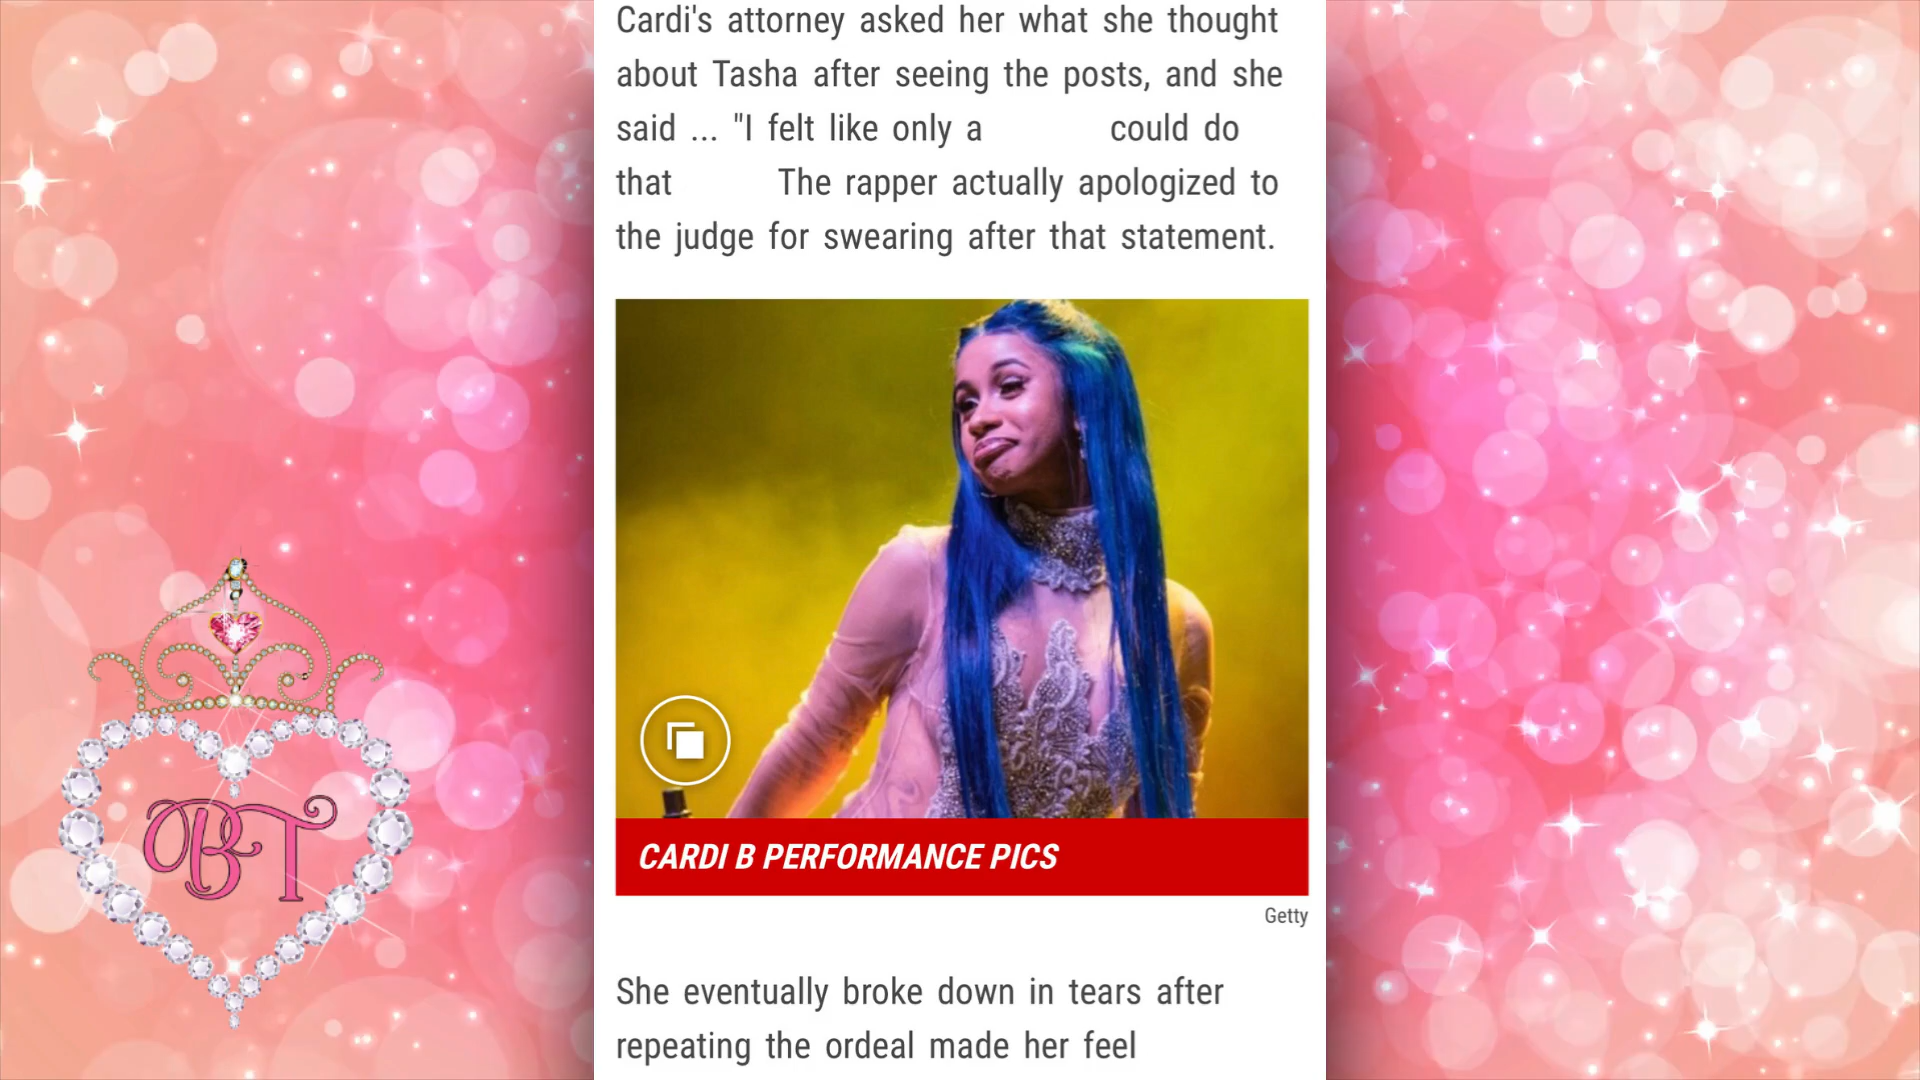 Cardi's attorney asked her what she thought
about Tasha after seeing the posts, and she
said ... "I felt like only a could do
that The rapper actually apologized to
the judge for swearing after that statement.
CARDI B PERFORMANCE PICS
Getty
She eventually broke down in tears after
repeating the ordeal made her feel
BT